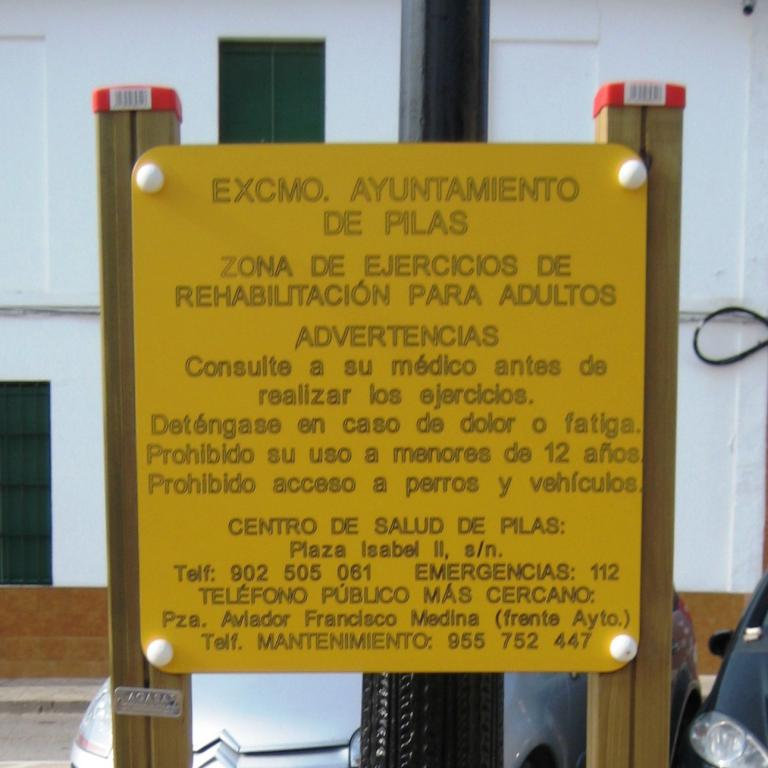 EXCMO. AYUNTAMIENTO
DE PILAS
ZONA DE EJERCICIOS DE
REHABILITACIÓN PARA ADULTOS
ADVERTENCIAS
Consulte a su médico antes de
realizar los ejercicios.
Deténgase en caso de dolor o fatiga.
Prohibido su uso a menores de 12 años.
Prohibido acceso a perros y vehículos.
CENTRO DE SALUD DE PILAS:
Plaza Isabel II, s/n.
Telf: 902 505 061 EMERGENCIAS: 112
TELÉFONO PÚBLICO MÁS CERCANO:
Pza. Aviador Francisco Medina (frente Ayto.)
Telf. MANTENIMIENTO: 955 752 447